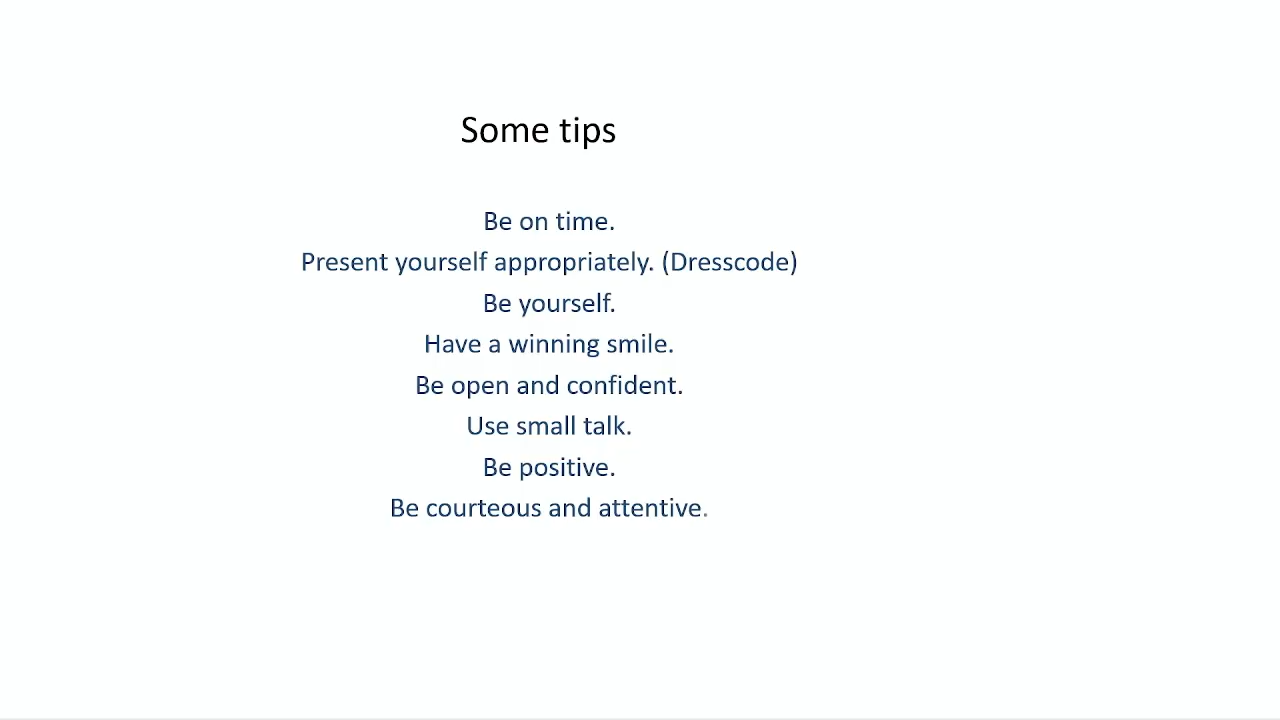 Some tips
Be on time.
Present yourself appropriately. (Dresscode)
Be yourself.
Have a winning smile.
Be open and confident.
Use small talk.
Be positive.
Be courteous and attentive.